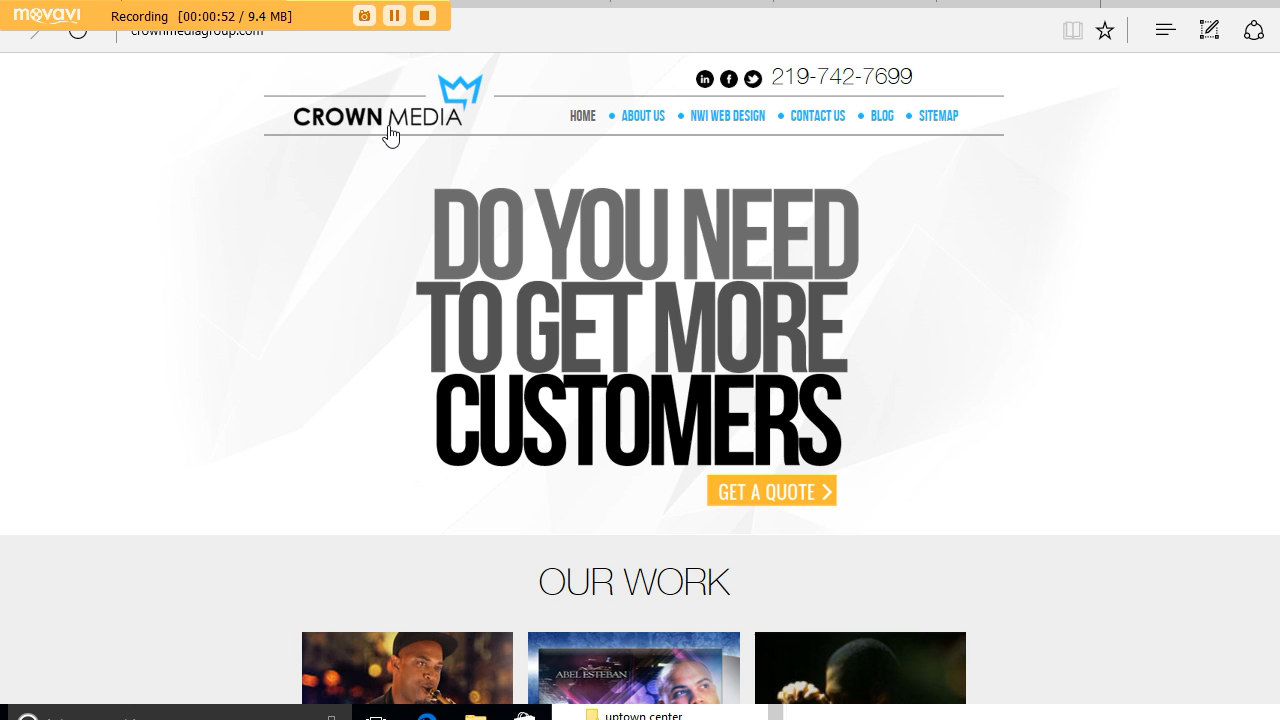 movavi
Recording [00:00:52 / 9.4 MB]
crownmediagroup.com
219-742-7699
CROWN MEDIA
HOME
ABOUT US
NWI WEB DESIGN
CONTACT US
BLOG
SITEMAP
DO YOU NEED
TO GET MORE
CUSTOMERS
GET A QUOTE
OUR WORK
ABEL ESTEBAN
uptown center